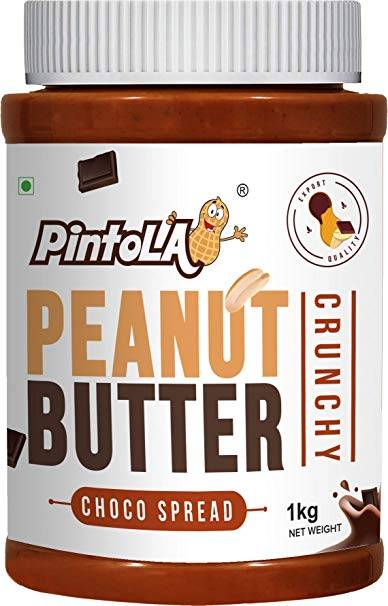 PintoLA
®
EXPORT
QUALITY
PEANUT
BUTTER
CRUNCHY
CHOCO SPREAD
1kg
NET WEIGHT